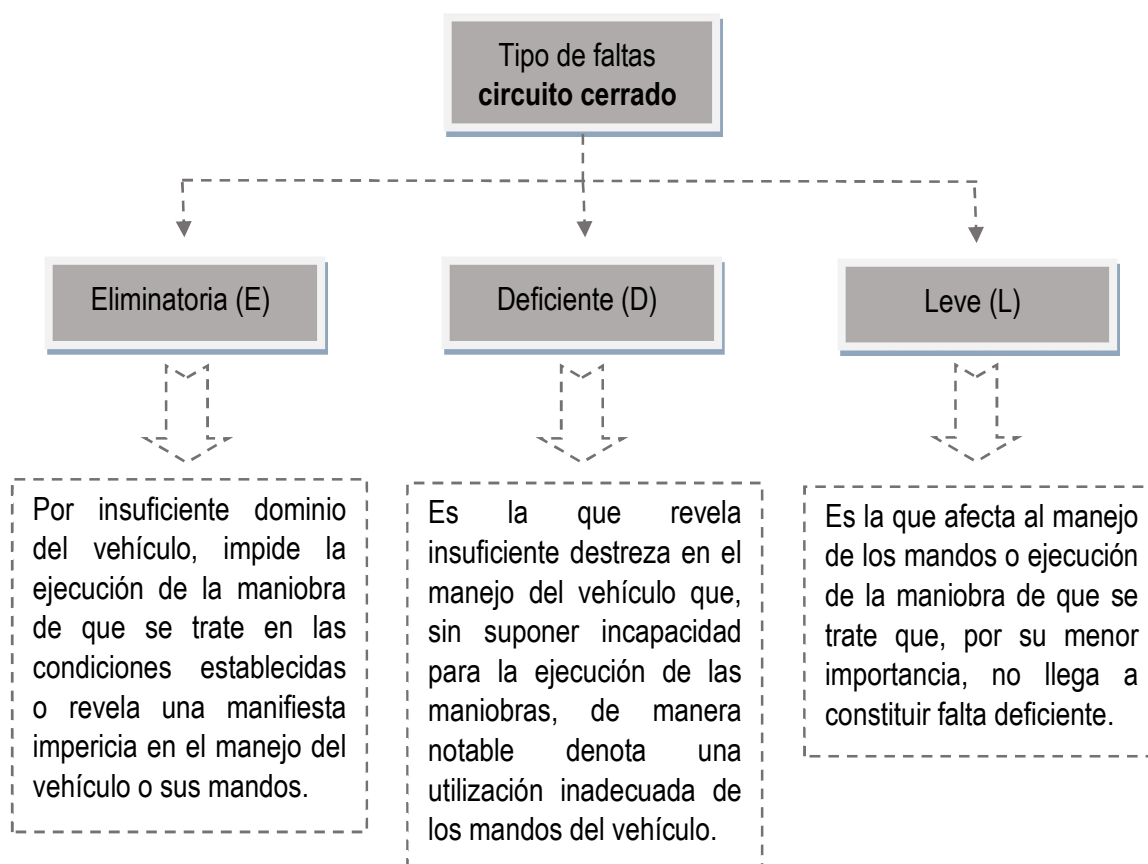 Tipo de faltas
circuito cerrado
Eliminatoria (E)
Deficiente (D)
Leve (L)
Por insuficiente dominio
del vehículo, impide la
ejecución de la maniobra
de que se trate en las
condiciones establecidas
o revela una manifiesta
impericia en el manejo del
vehículo o sus mandos.
Es la que revela
insuficiente destreza en el
manejo del vehículo que,
sin suponer incapacidad
para la ejecución de las
maniobras, de manera
notable denota una
utilización inadecuada de
los mandos del vehículo.
Es la que afecta al manejo
de los mandos o ejecución
de la maniobra de que se
trate que, por su menor
importancia, no llega a
constituir falta deficiente.